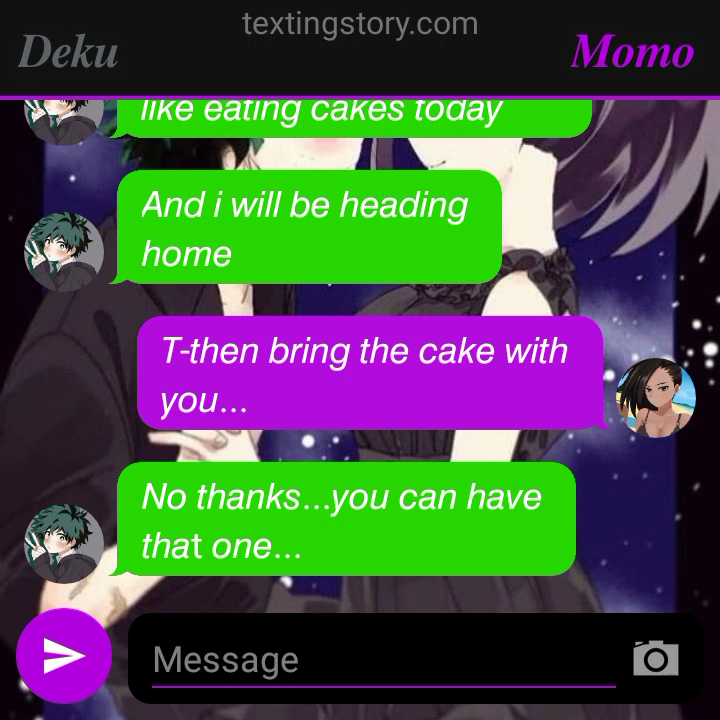 textingstory.com
Deku
Momo
like eating cakes today
And i will be heading
home
T-then bring the cake with
you...
No thanks...you can have
that one...
Message